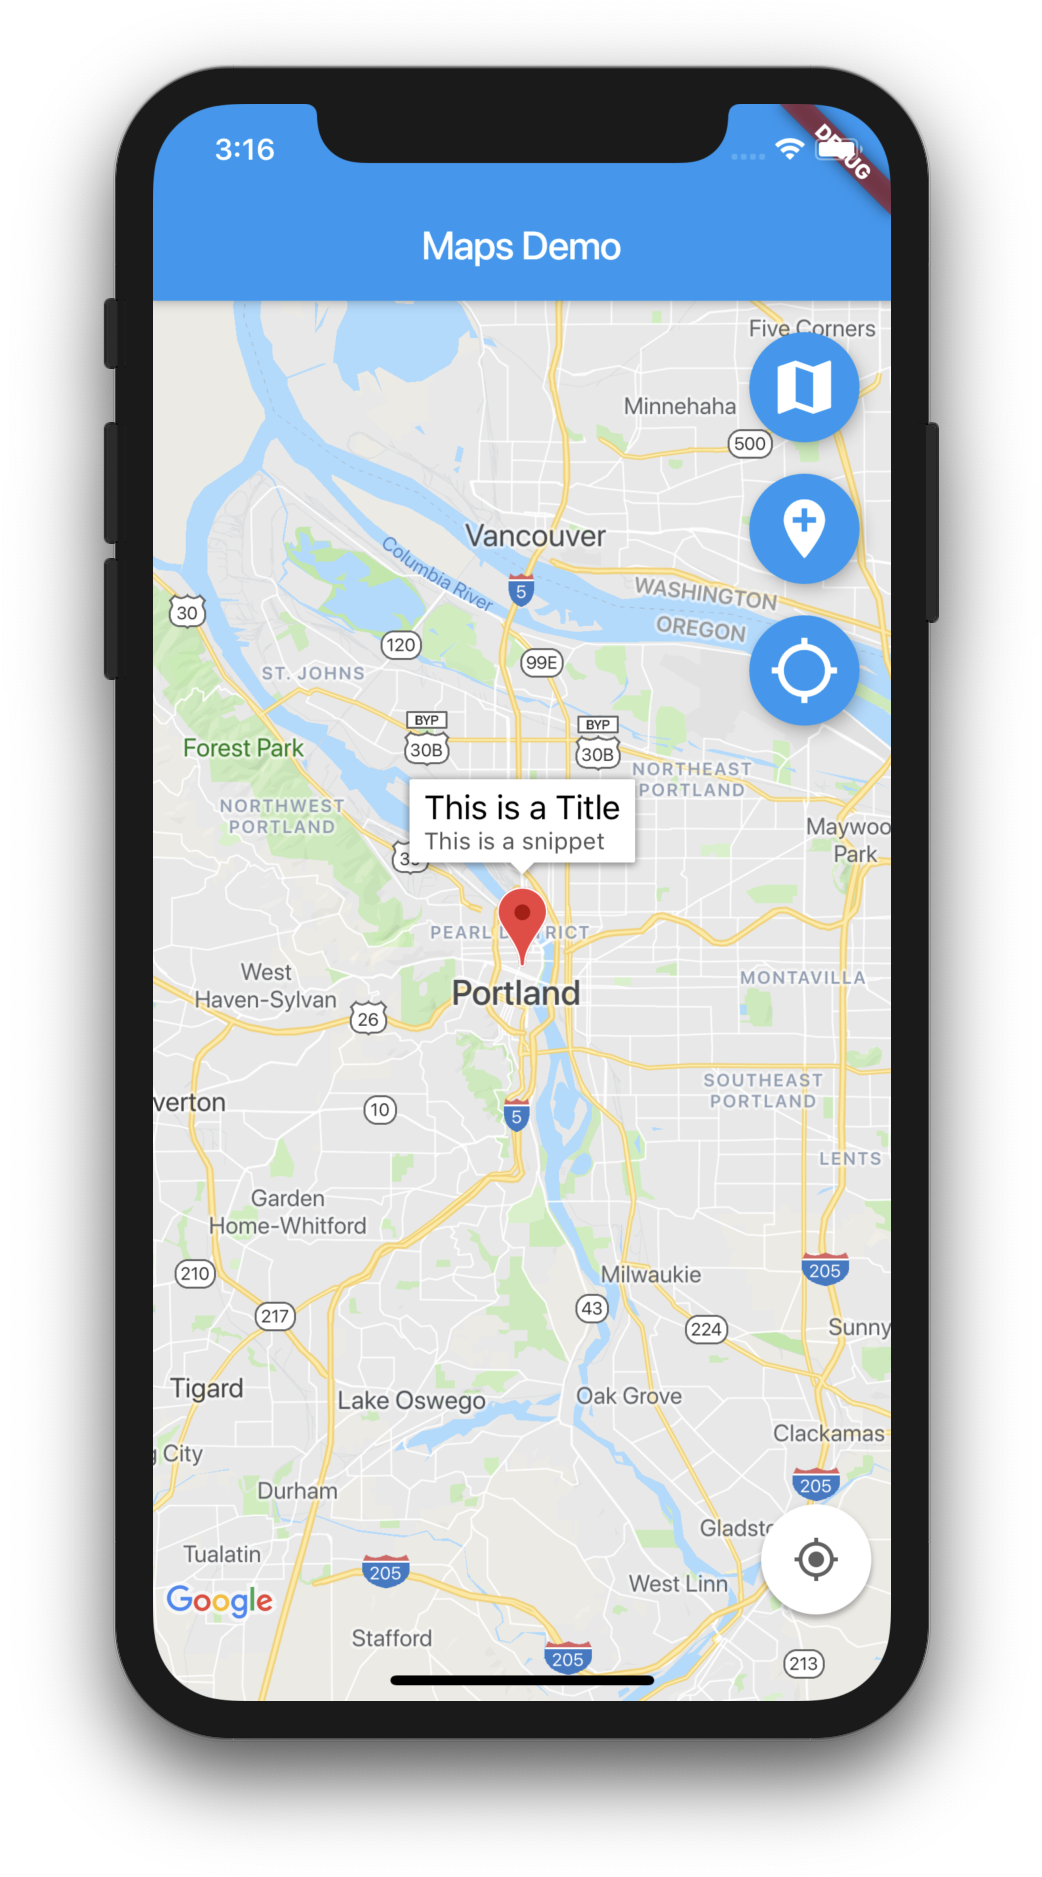 3:16
DEBUG
Maps Demo
Five Corners
Minnehaha
500
Vancouver
Columbia River
5
WASHINGTON
OREGON
30
120
99E
ST. JOHNS
BYP
30B
BYP
30B
Forest Park
NORTHEAST
PORTLAND
NORTHWEST
PORTLAND
This is a Title
This is a snippet
Maywoo
Park
PEARL DISTRICT
West
Haven-Sylvan
26
Portland
MONTAVILLA
SOUTHEAST
PORTLAND
verton
10
5
LENTS
Garden
Home-Whitford
210
Milwaukie
205
217
43
224
Sunny
Tigard
Lake Oswego
Oak Grove
Clackamas
g City
205
Durham
Gladsto
Tualatin
205
West Linn
Google
Stafford
205
213